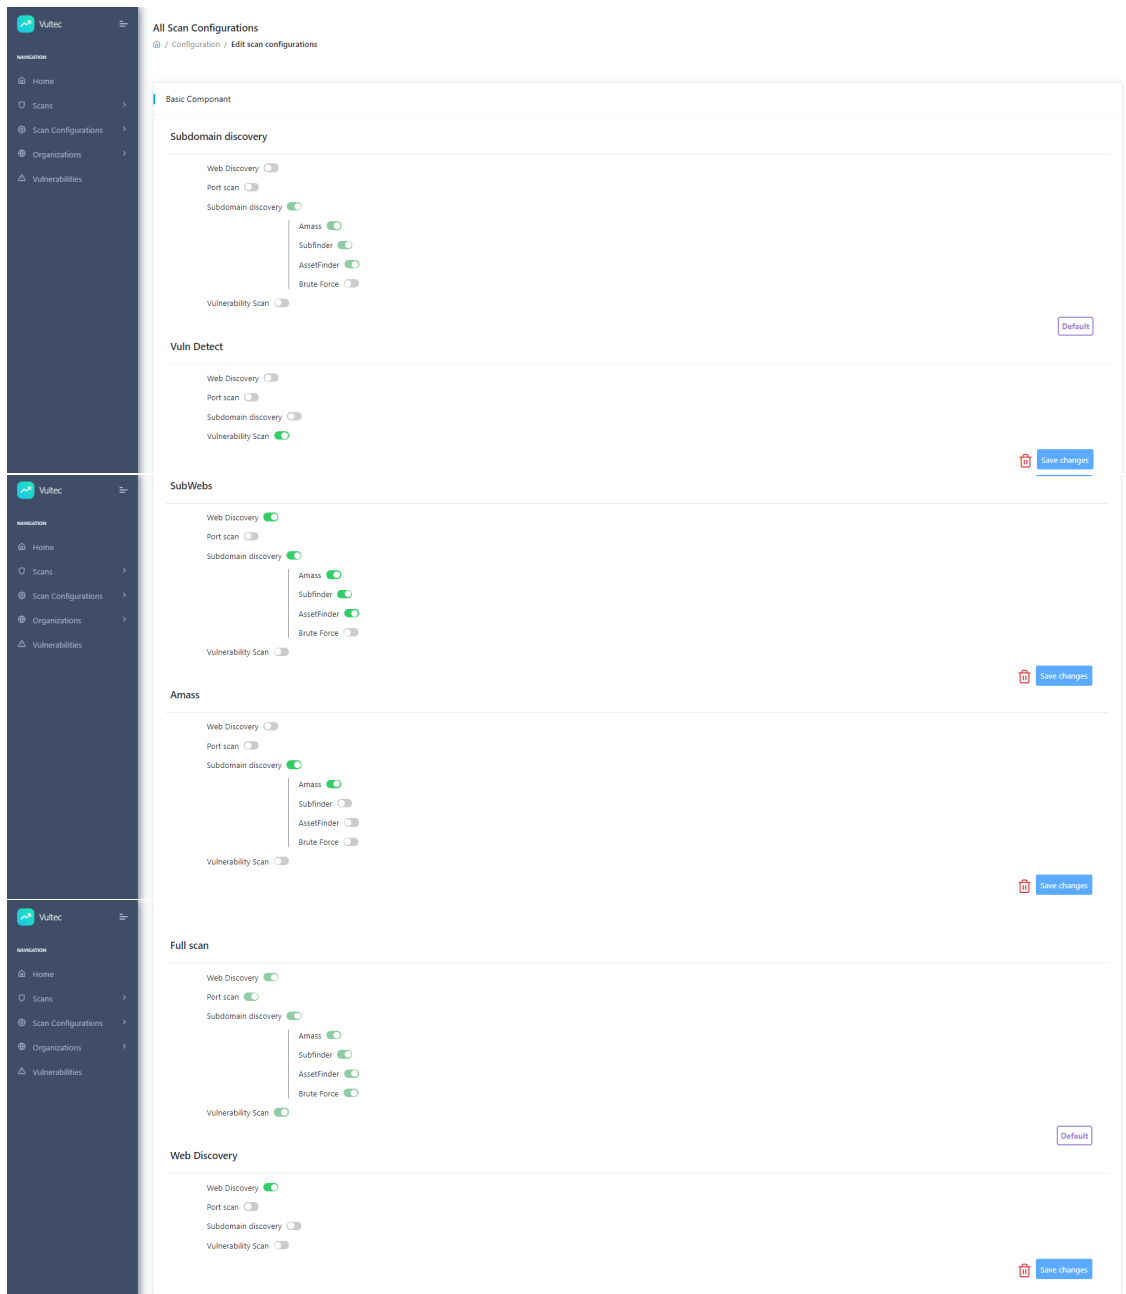 Vultec
NAVIGATION
Home
Scans
Scan Configurations
Organizations
Vulnerabilities
All Scan Configurations
/ Configuration / Edit scan configurations
Basic Componant
Subdomain discovery
Web Discovery
Port scan
Subdomain discovery
Amass
Subfinder
AssetFinder
Brute Force
Vulnerability Scan
Default
Vuln Detect
Web Discovery
Port scan
Subdomain discovery
Vulnerability Scan
Save changes
Vultec
NAVIGATION
Home
Scans
Scan Configurations
Organizations
Vulnerabilities
SubWebs
Web Discovery
Port scan
Subdomain discovery
Amass
Subfinder
AssetFinder
Brute Force
Vulnerability Scan
Save changes
Amass
Web Discovery
Port scan
Subdomain discovery
Amass
Subfinder
AssetFinder
Brute Force
Vulnerability Scan
Save changes
Vultec
NAVIGATION
Home
Scans
Scan Configurations
Organizations
Vulnerabilities
Full scan
Web Discovery
Port scan
Subdomain discovery
Amass
Subfinder
AssetFinder
Brute Force
Vulnerability Scan
Default
Web Discovery
Web Discovery
Port scan
Subdomain discovery
Vulnerability Scan
Save changes